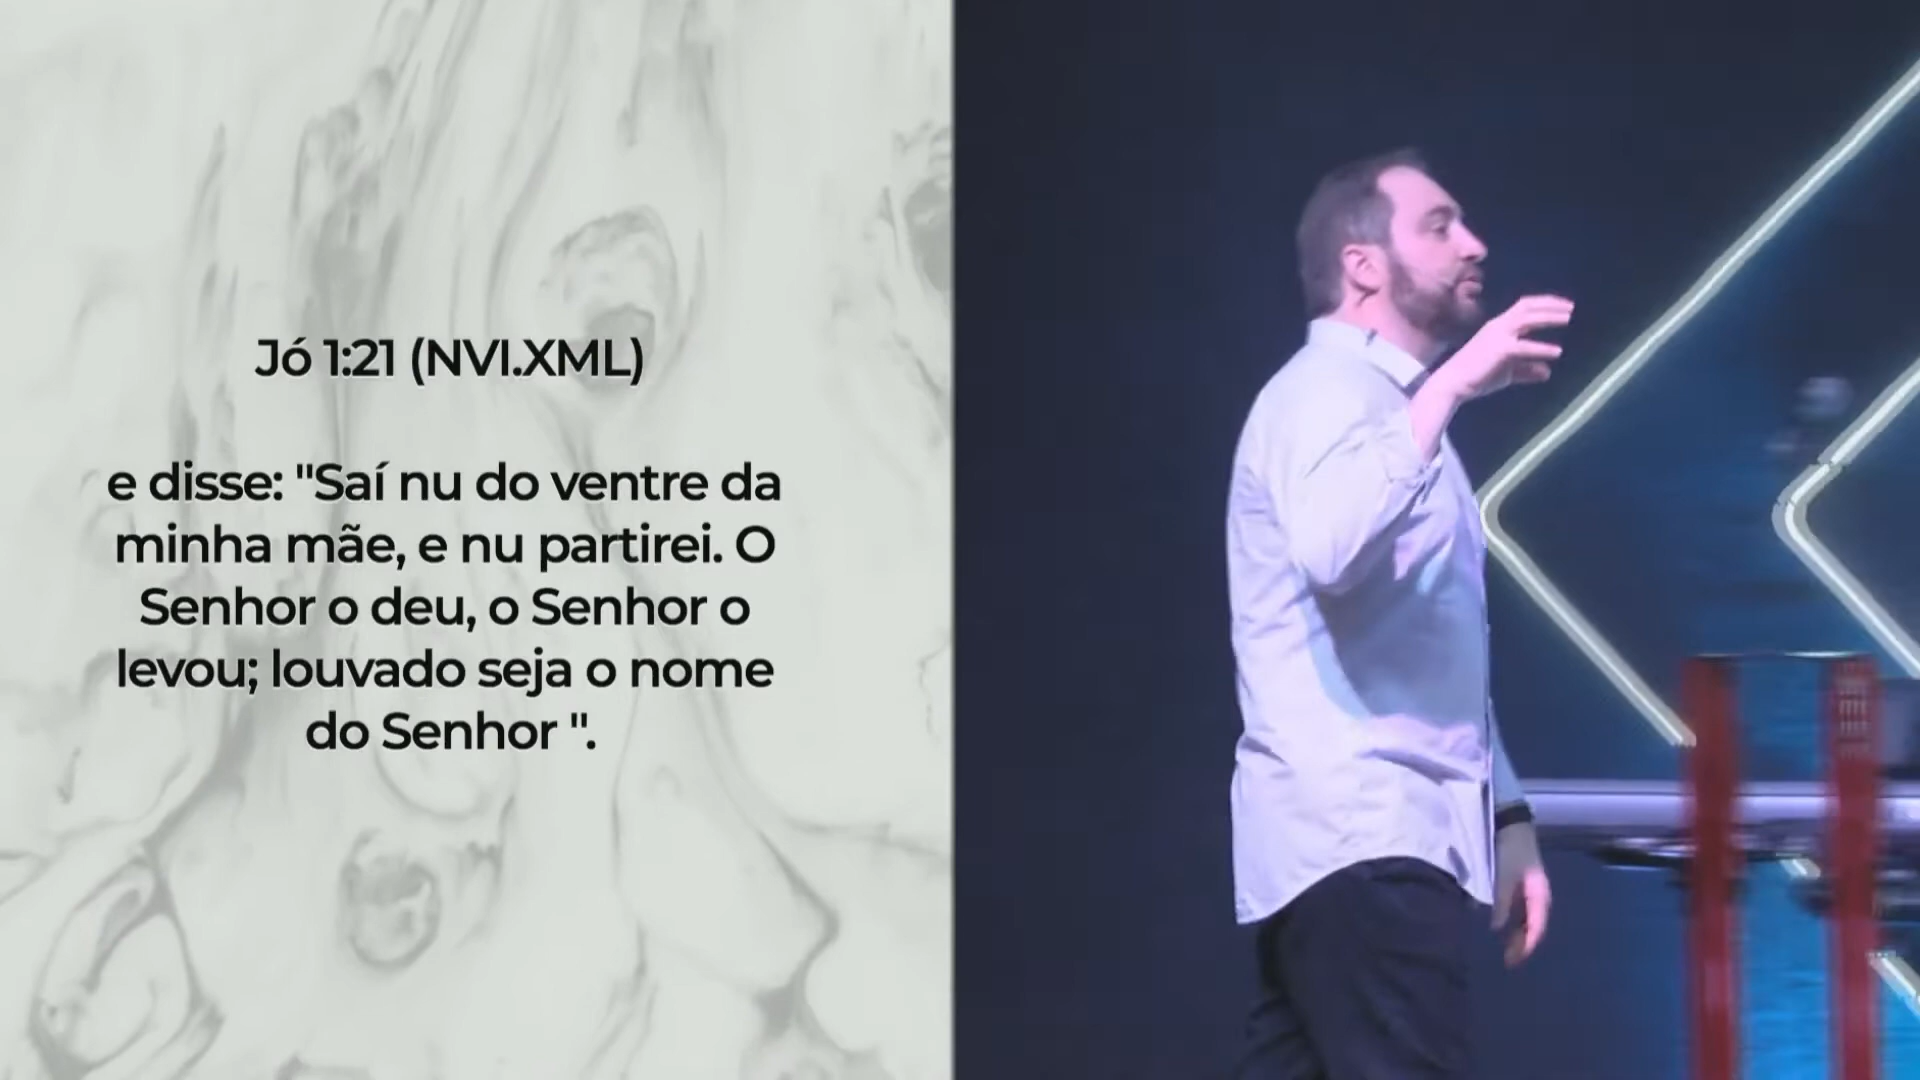 Jó 1:21 (NVI.XML)
e disse: "Saí nu do ventre da
minha mãe, e nu partirei. O
Senhor o deu, o Senhor o
levou; louvado seja o nome
do Senhor ".